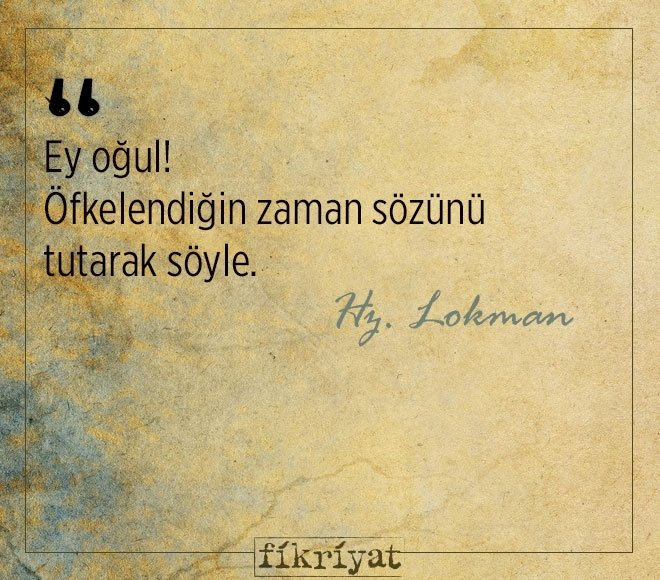 “
Ey oğul!
Öfkelendiğin zaman sözünü
tutarak söyle.
Hz. Lokman
fikriyat